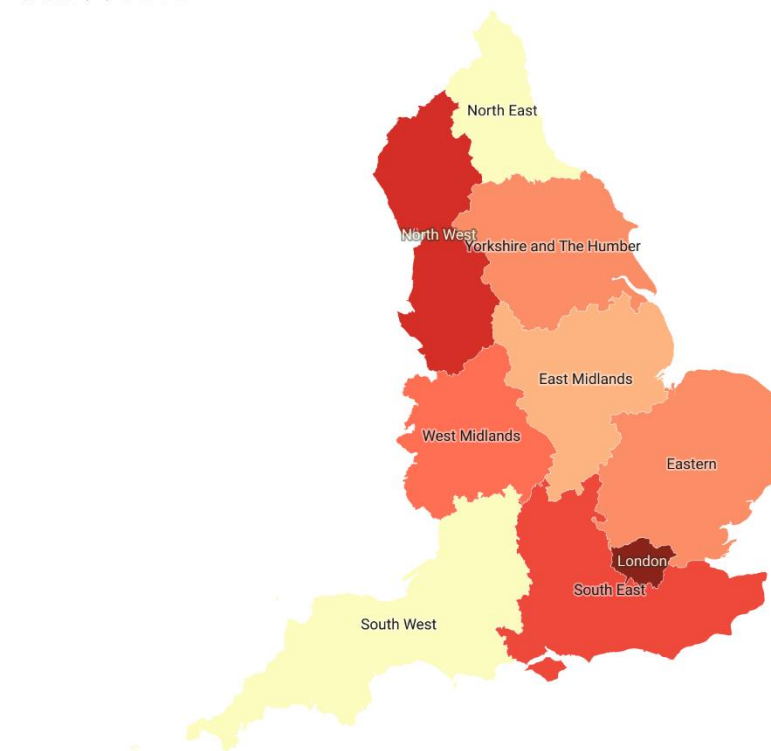 North East
North West
Yorkshire and The Humber
East Midlands
West Midlands
Eastern
London
South East
South West